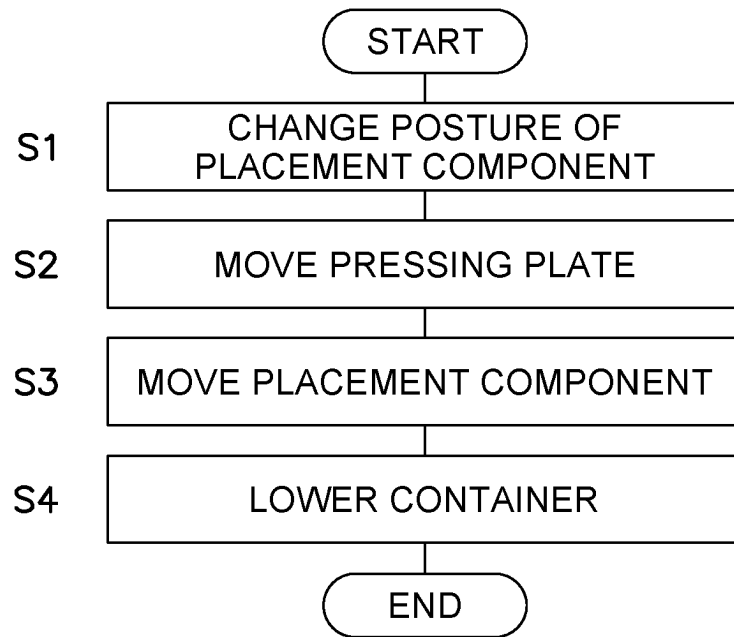 START
S1
CHANGE POSTURE OF
PLACEMENT COMPONENT
S2
MOVE PRESSING PLATE
S3
MOVE PLACEMENT COMPONENT
S4
LOWER CONTAINER
END